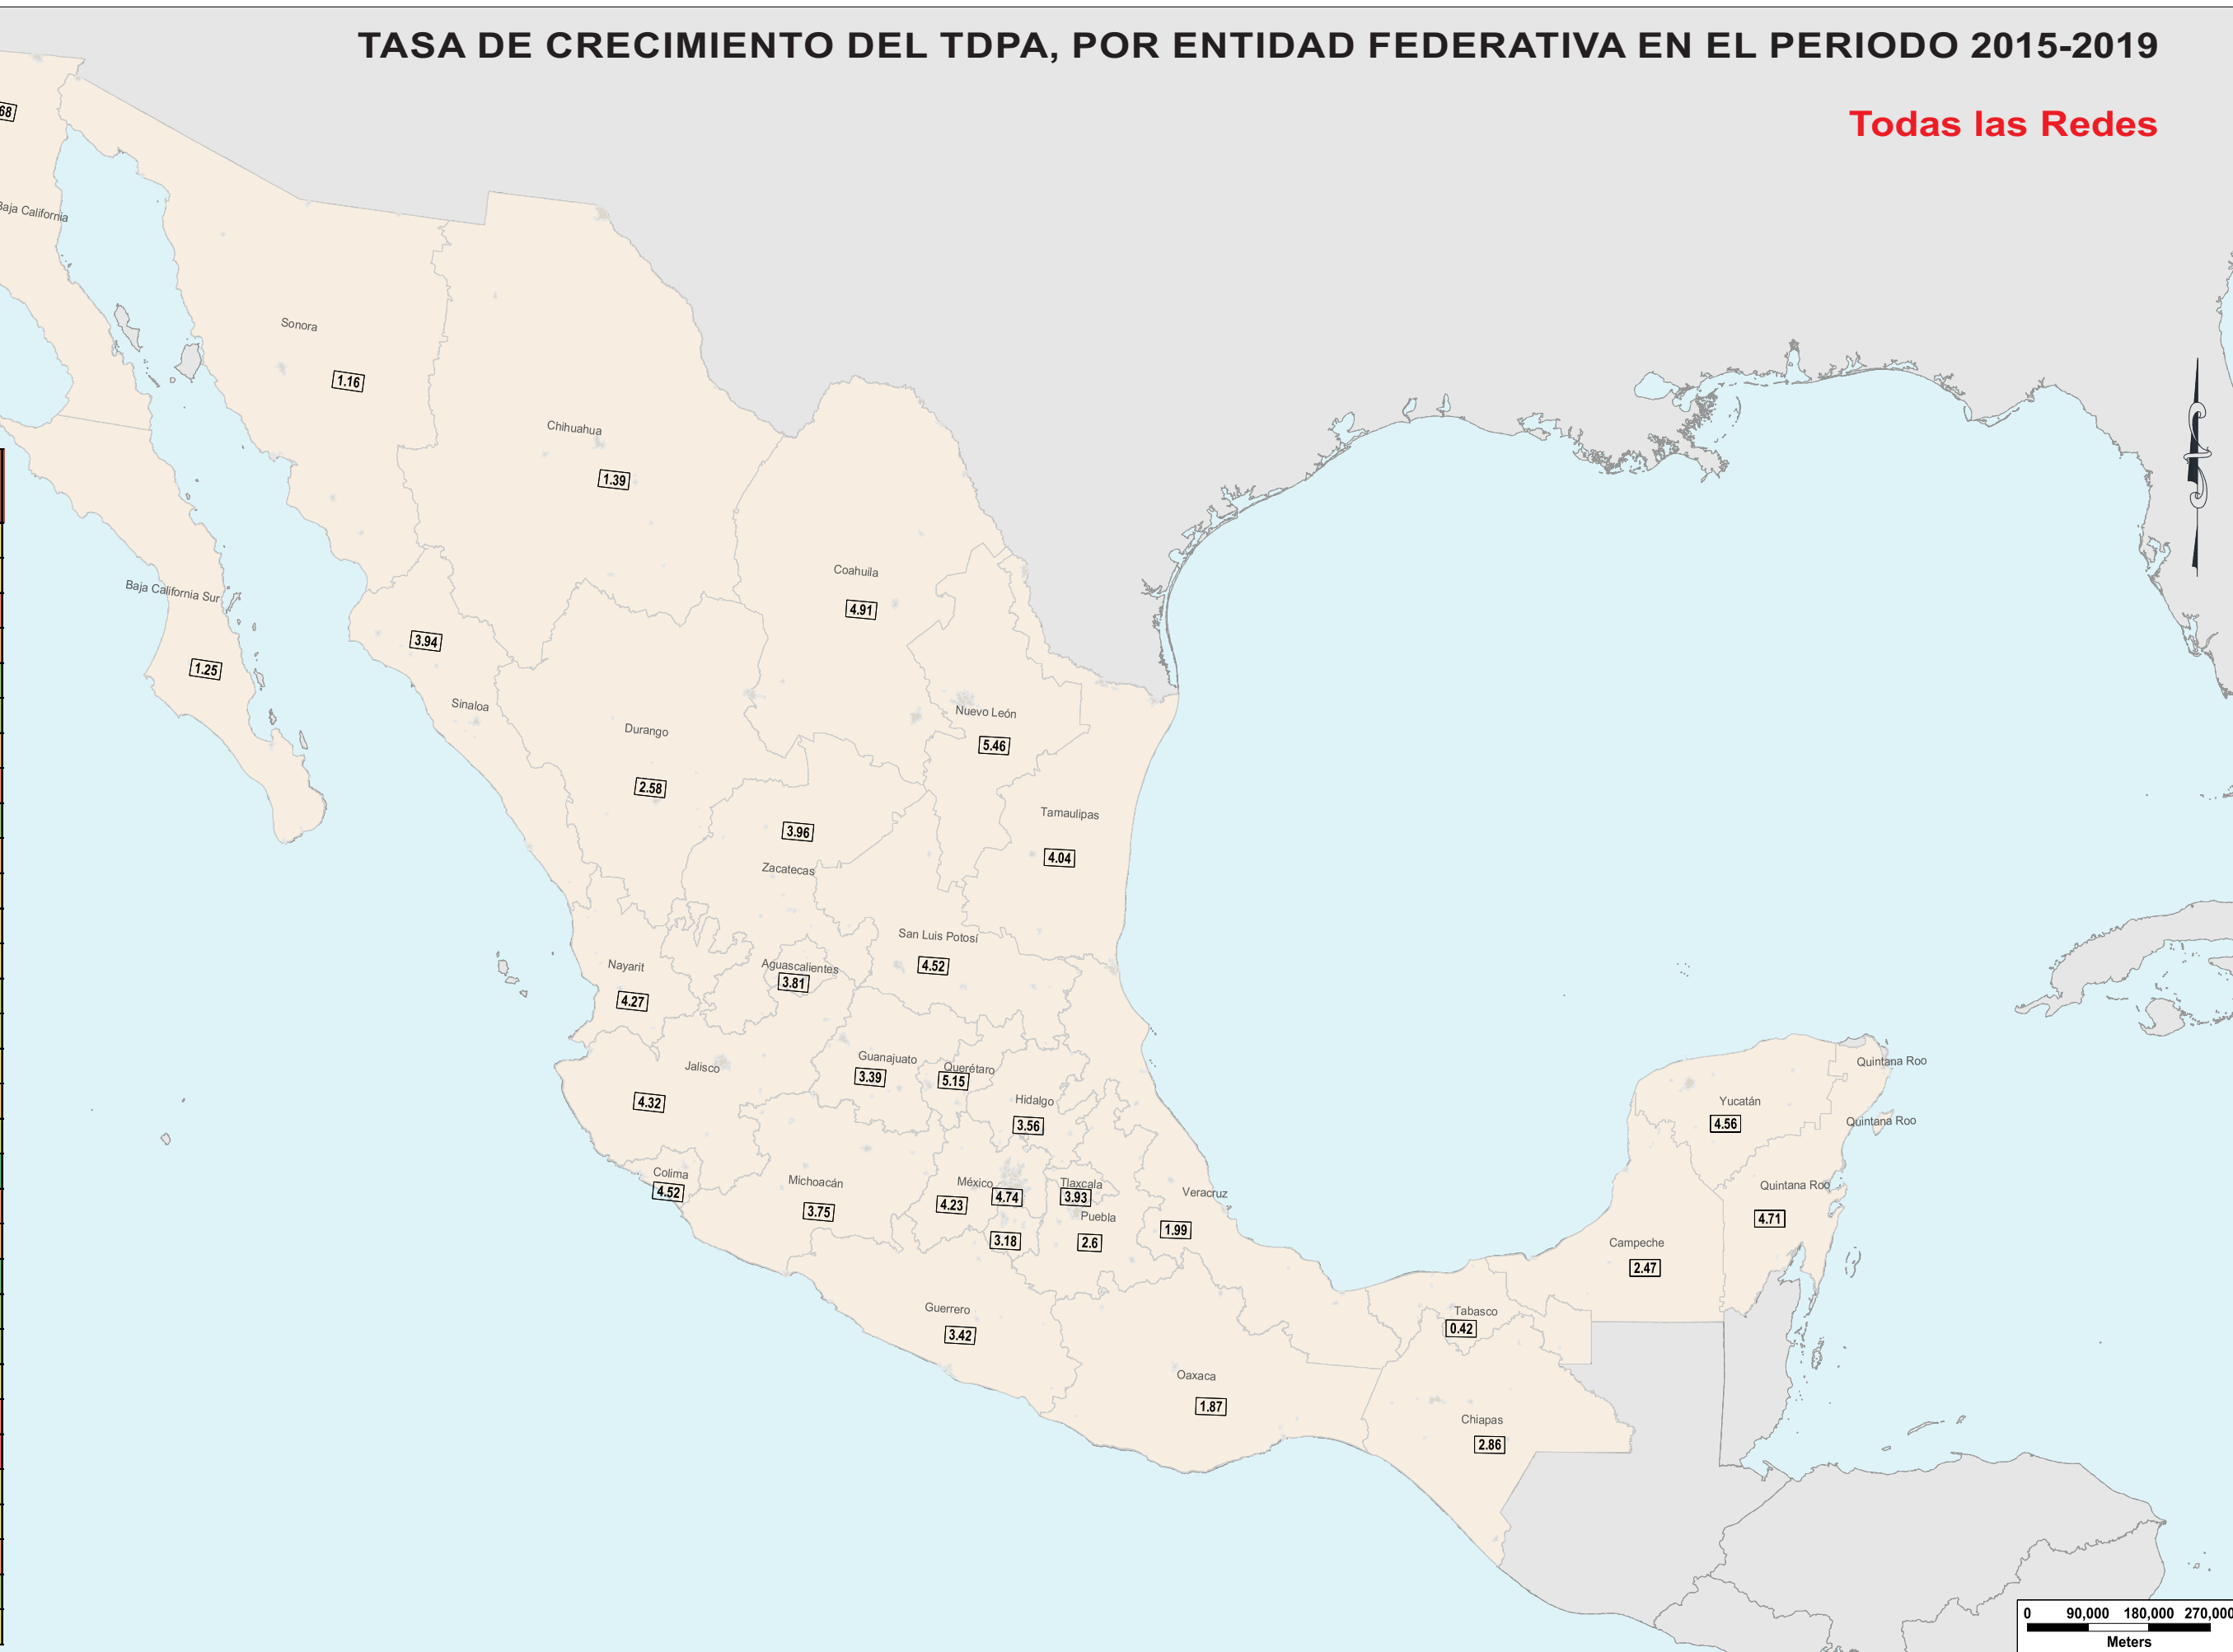 TASA DE CRECIMIENTO DEL TDPA, POR ENTIDAD FEDERATIVA EN EL PERIODO 2015-2019
Todas las Redes
68
Baja California
Sonora
1.16
Chihuahua
1.39
Coahuila
4.91
Baja California Sur
1.25
3.94
Sinaloa
Nuevo León
5.46
Durango
2.58
Tamaulipas
4.04
3.96
Zacatecas
San Luis Potosí
4.52
Nayarit
4.27
Aguascalientes
3.81
Jalisco
4.32
Guanajuato
3.39
Querétaro
5.15
Hidalgo
3.56
Quintana Roo
Yucatán
4.56
Quintana Roo
Colima
4.52
Michoacán
3.75
México
4.23
4.74
Tlaxcala
3.93
Veracruz
1.99
Puebla
2.6
3.18
Quintana Roo
4.71
Campeche
2.47
Guerrero
3.42
Tabasco
0.42
Oaxaca
1.87
Chiapas
2.86
0 90,000 180,000 270,000
Meters